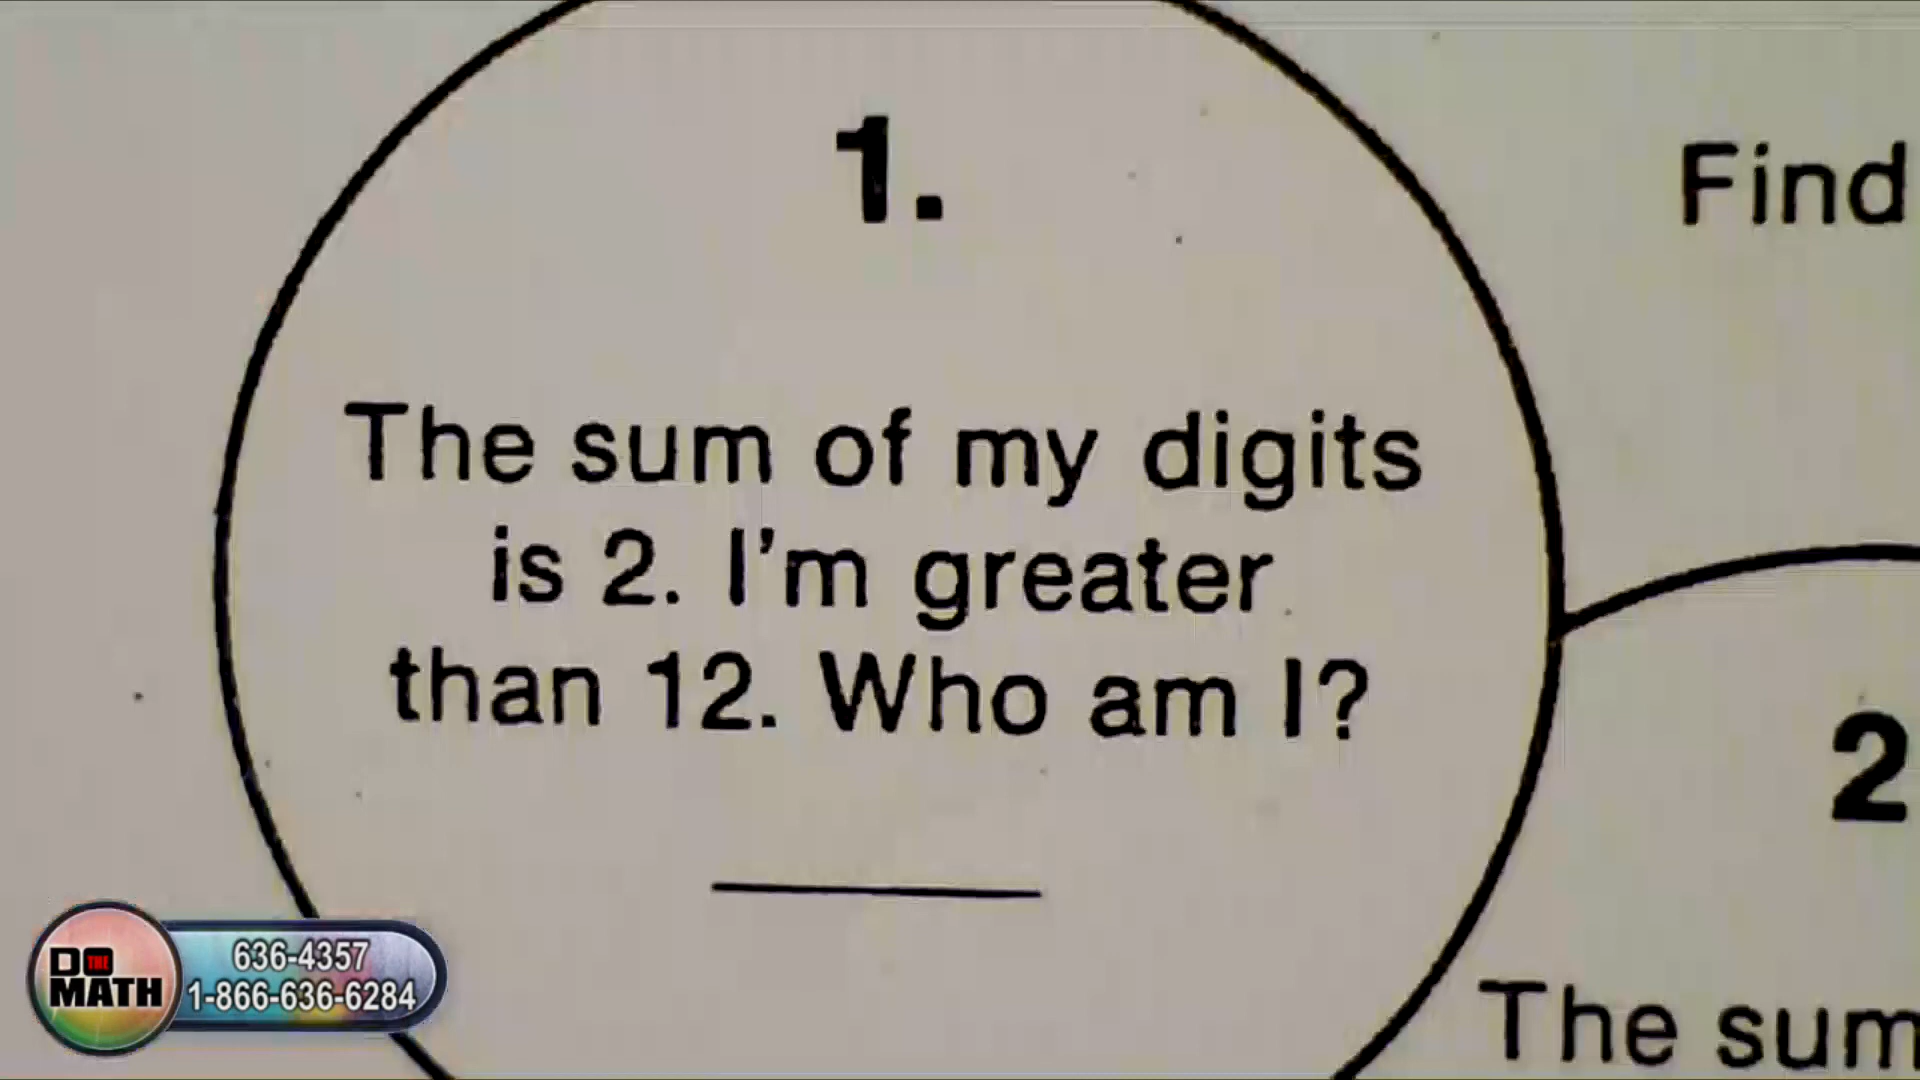 1.
Find
The sum of my digits
is 2. I'm greater
than 12. Who am I?
2
The sum
DO THE MATH
636-4357
1-866-636-6284